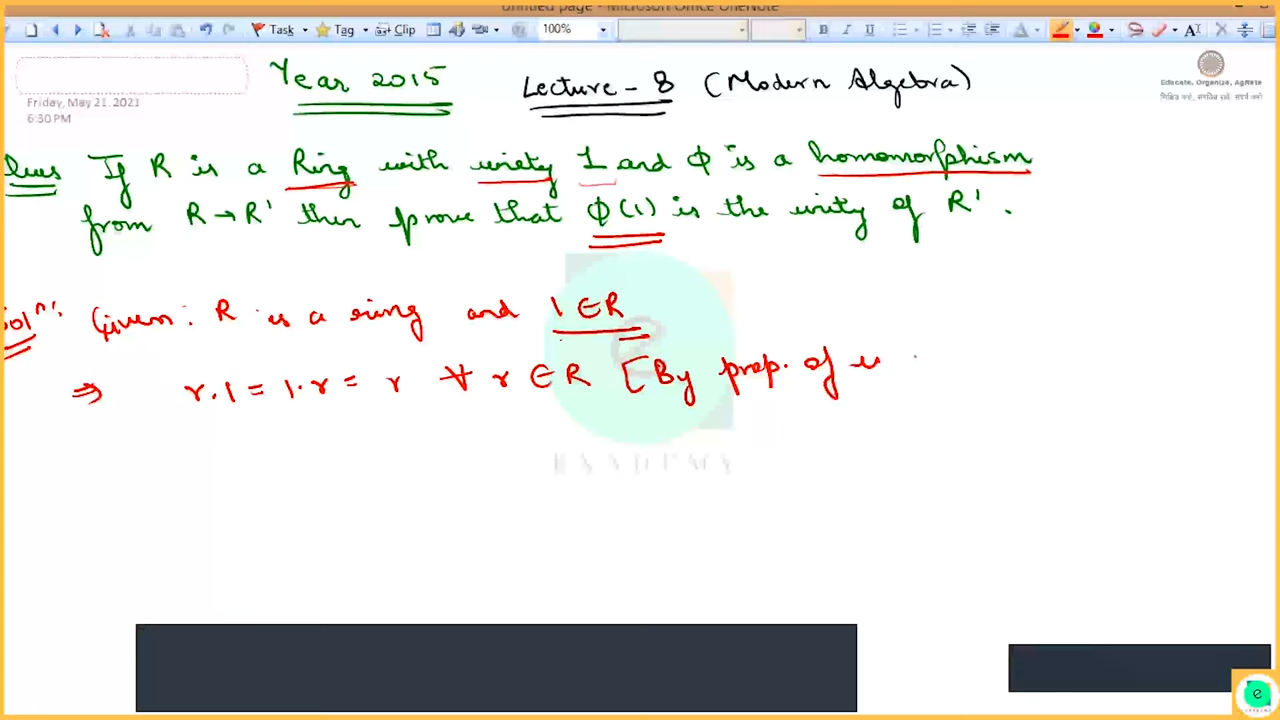 Untitled page - Microsoft Office OneNote
Task Tag Clip 100% B I U
Year 2015 Lecture - 8 (Modern Algebra)
Educate, Organize, Agitate
Friday, May 21, 2021
6:30 PM
If R is a Ring with unity 1 and Φ is a homomorphism
from R → R' then prove that Φ(1) is the unity of R'.
Soln: Given: R is a ring and 1 ∈ R
⇒ r.1 = 1.r = r ∀ r ∈ R [By prop. of u
e